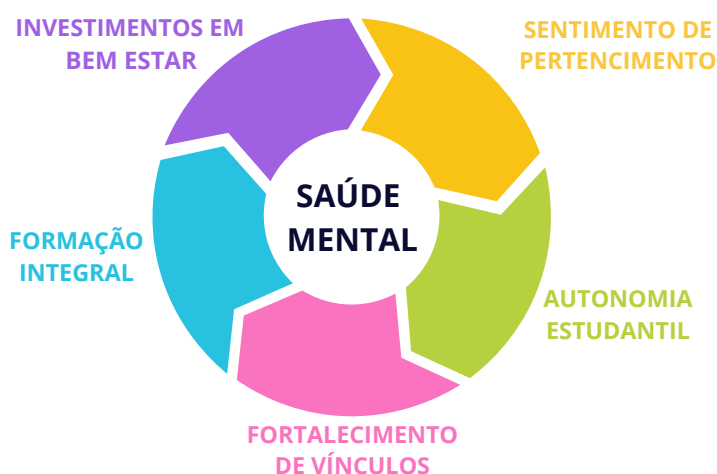 INVESTIMENTOS EM
BEM ESTAR
SENTIMENTO DE
PERTENCIMENTO
SAÚDE
MENTAL
FORMAÇÃO
INTEGRAL
AUTONOMIA
ESTUDANTIL
FORTALECIMENTO
DE VÍNCULOS